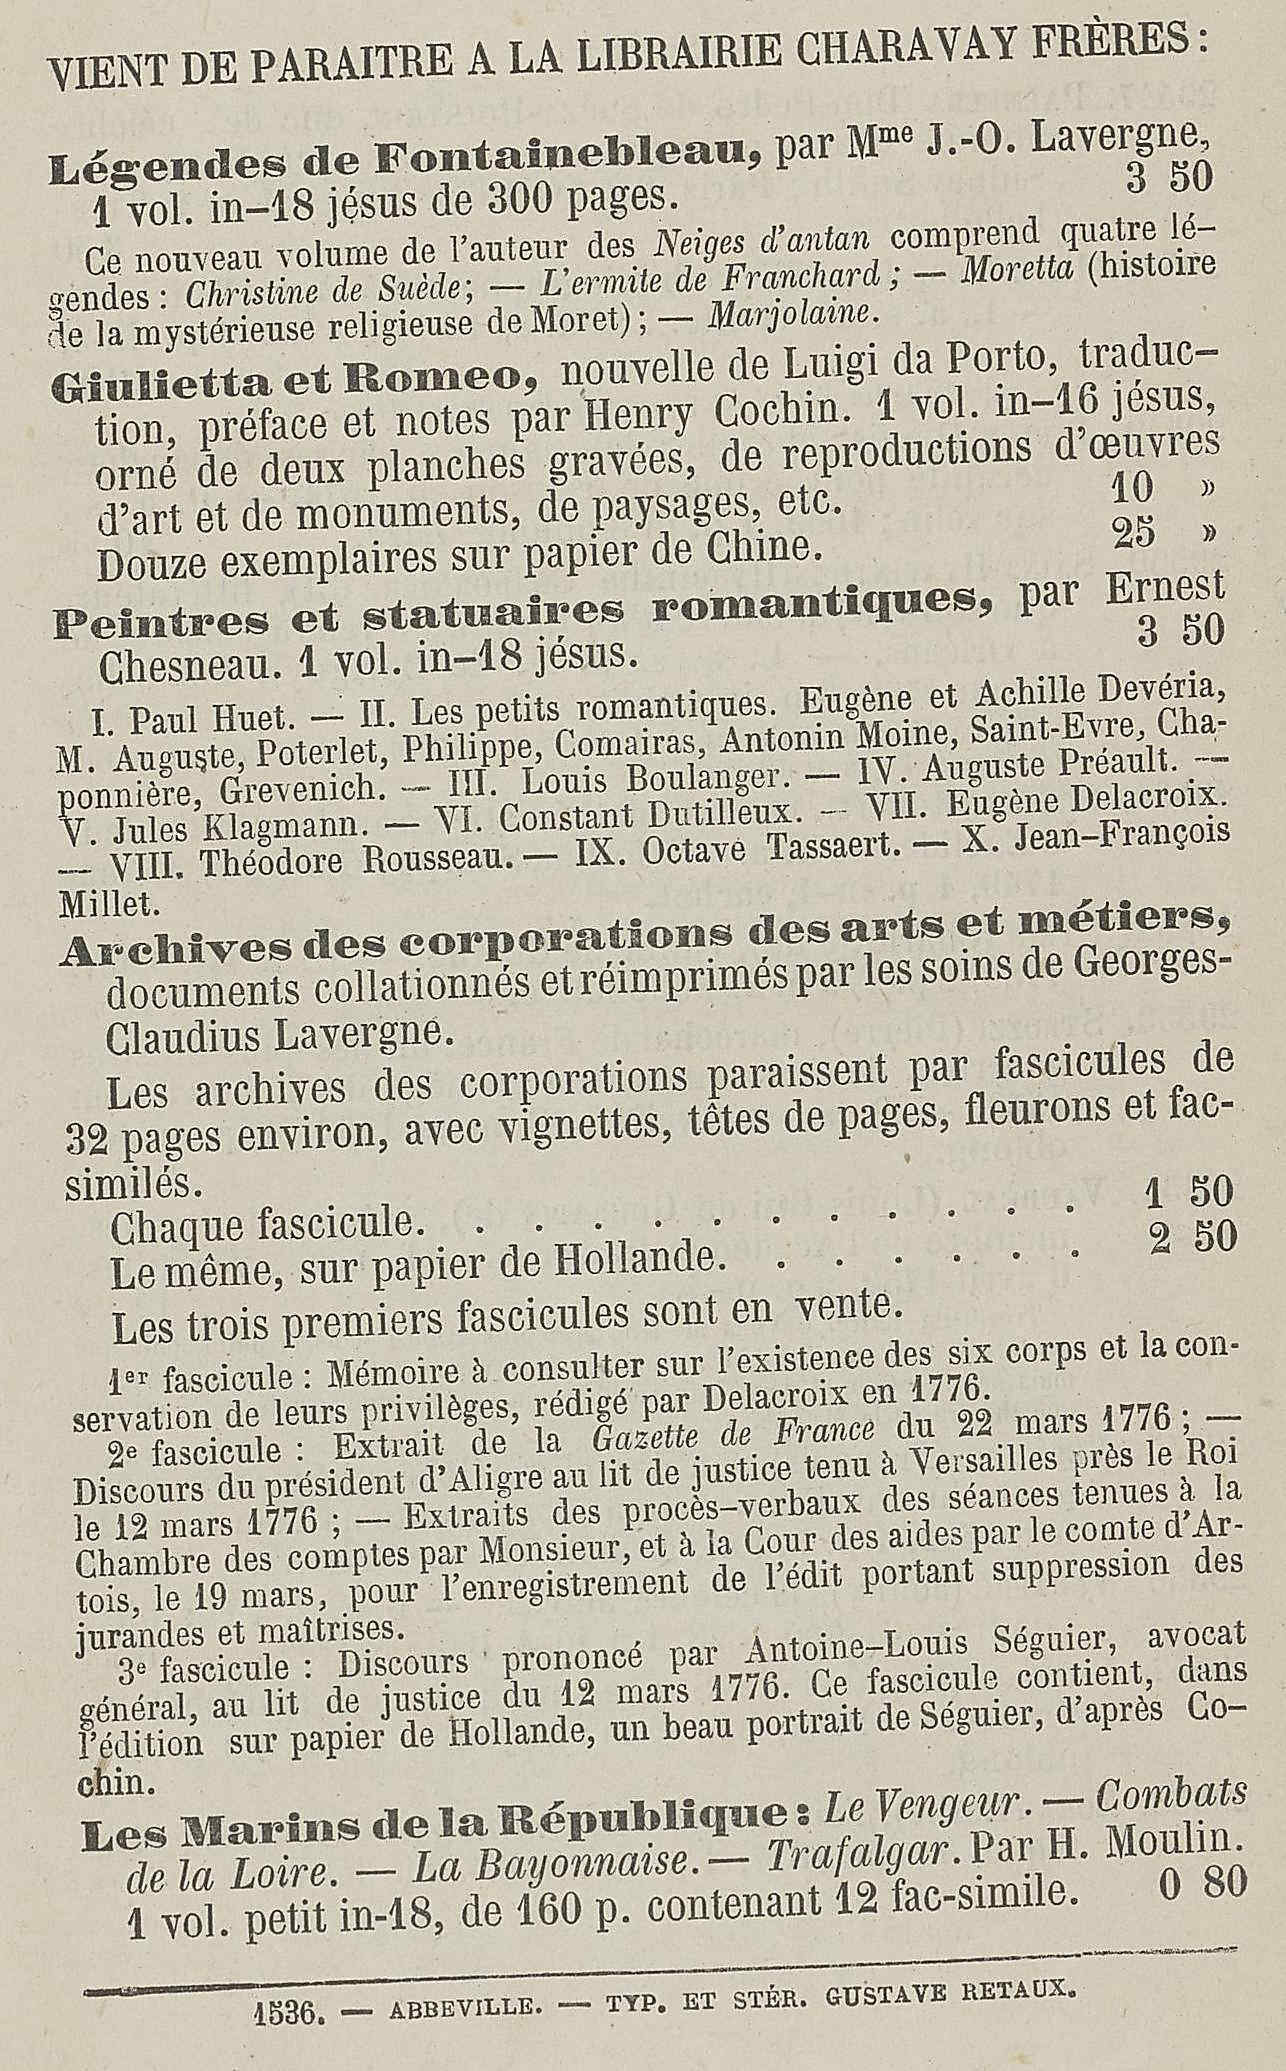 VIENT DE PARAITRE A LA LIBRAIRIE CHARAVAY FRÈRES :
Légendes de Fontainebleau, par Mme J.-O. Lavergne,
1 vol. in-18 jésus de 300 pages. 3 50
Ce nouveau volume de l'auteur des Neiges d'antan comprend quatre lé-
gendes : Christine de Suède; — L'ermite de Franchard ; — Moretta (histoire
de la mystérieuse religieuse de Moret) ; — Marjolaine.
Giulietta et Romeo, nouvelle de Luigi da Porto, traduc-
tion, préface et notes par Henry Cochin. 1 vol. in-16 jésus,
orné de deux planches gravées, de reproductions d'œuvres
d'art et de monuments, de paysages, etc. 10 »
Douze exemplaires sur papier de Chine. 25 »
Peintres et statuaires romantiques, par Ernest
Chesneau. 1 vol. in-18 jésus. 3 50
I. Paul Huet. — II. Les petits romantiques. Eugène et Achille Devéria,
M. Auguste, Poterlet, Philippe, Comairas, Antonin Moine, Saint-Evre, Cha-
ponnière, Grevenich. — III. Louis Boulanger. — IV. Auguste Préault. —
V. Jules Klagmann. — VI. Constant Dutilleux. — VII. Eugène Delacroix.
— VIII. Théodore Rousseau. — IX. Octave Tassaert. — X. Jean-François
Millet.
Archives des corporations des arts et métiers,
documents collationnés et réimprimés par les soins de Georges-
Claudius Lavergne.
Les archives des corporations paraissent par fascicules de
32 pages environ, avec vignettes, têtes de pages, fleurons et fac-
similés.
Chaque fascicule. . . . . . . . . . . . . 1 50
Le même, sur papier de Hollande. . . . . . . 2 50
Les trois premiers fascicules sont en vente.
1er fascicule : Mémoire à consulter sur l'existence des six corps et la con-
servation de leurs privilèges, rédigé par Delacroix en 1776.
2e fascicule : Extrait de la Gazette de France du 22 mars 1776 ; —
Discours du président d'Aligre au lit de justice tenu à Versailles près le Roi
le 12 mars 1776 ; — Extraits des procès-verbaux des séances tenues à la
Chambre des comptes par Monsieur, et à la Cour des aides par le comte d'Ar-
tois, le 19 mars, pour l'enregistrement de l'édit portant suppression des
jurandes et maîtrises.
3e fascicule : Discours prononcé par Antoine-Louis Séguier, avocat
général, au lit de justice du 12 mars 1776. Ce fascicule contient, dans
l'édition sur papier de Hollande, un beau portrait de Séguier, d'après Co-
chin.
Les Marins de la République : Le Vengeur. — Combats
de la Loire. — La Bayonnaise. — Trafalgar. Par H. Moulin.
1 vol. petit in-18, de 160 p. contenant 12 fac-simile. 0 80
1536. — ABBEVILLE. — TYP. ET STÉR. GUSTAVE RETAUX.